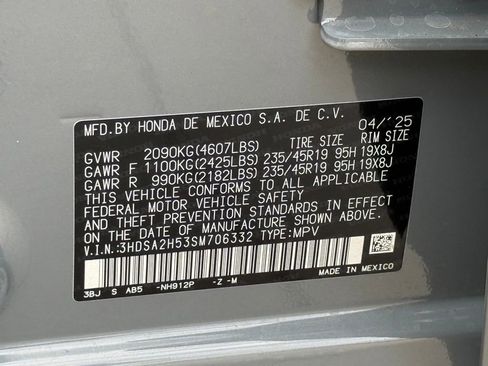 MFD.BY HONDA DE MEXICO S.A. DE C.V. 04/'25
TIRE SIZE RIM SIZE
GVWR 2090KG(4607LBS)
GAWR F 1100KG(2425LBS) 235/45R19 95H 19X8J
GAWR R 990KG(2182LBS) 235/45R19 95H 19X8J
THIS VEHICLE CONFORMS TO ALL APPLICABLE
FEDERAL MOTOR VEHICLE SAFETY
AND THEFT PREVENTION STANDARDS IN EFFECT
ON THE DATE OF MANUFACTURE SHOWN ABOVE.
V.I.N.:3HDSA2H53SM706332 TYPE:MPV
3BJ S AB5 -NH912P -Z -M
MADE IN MEXICO